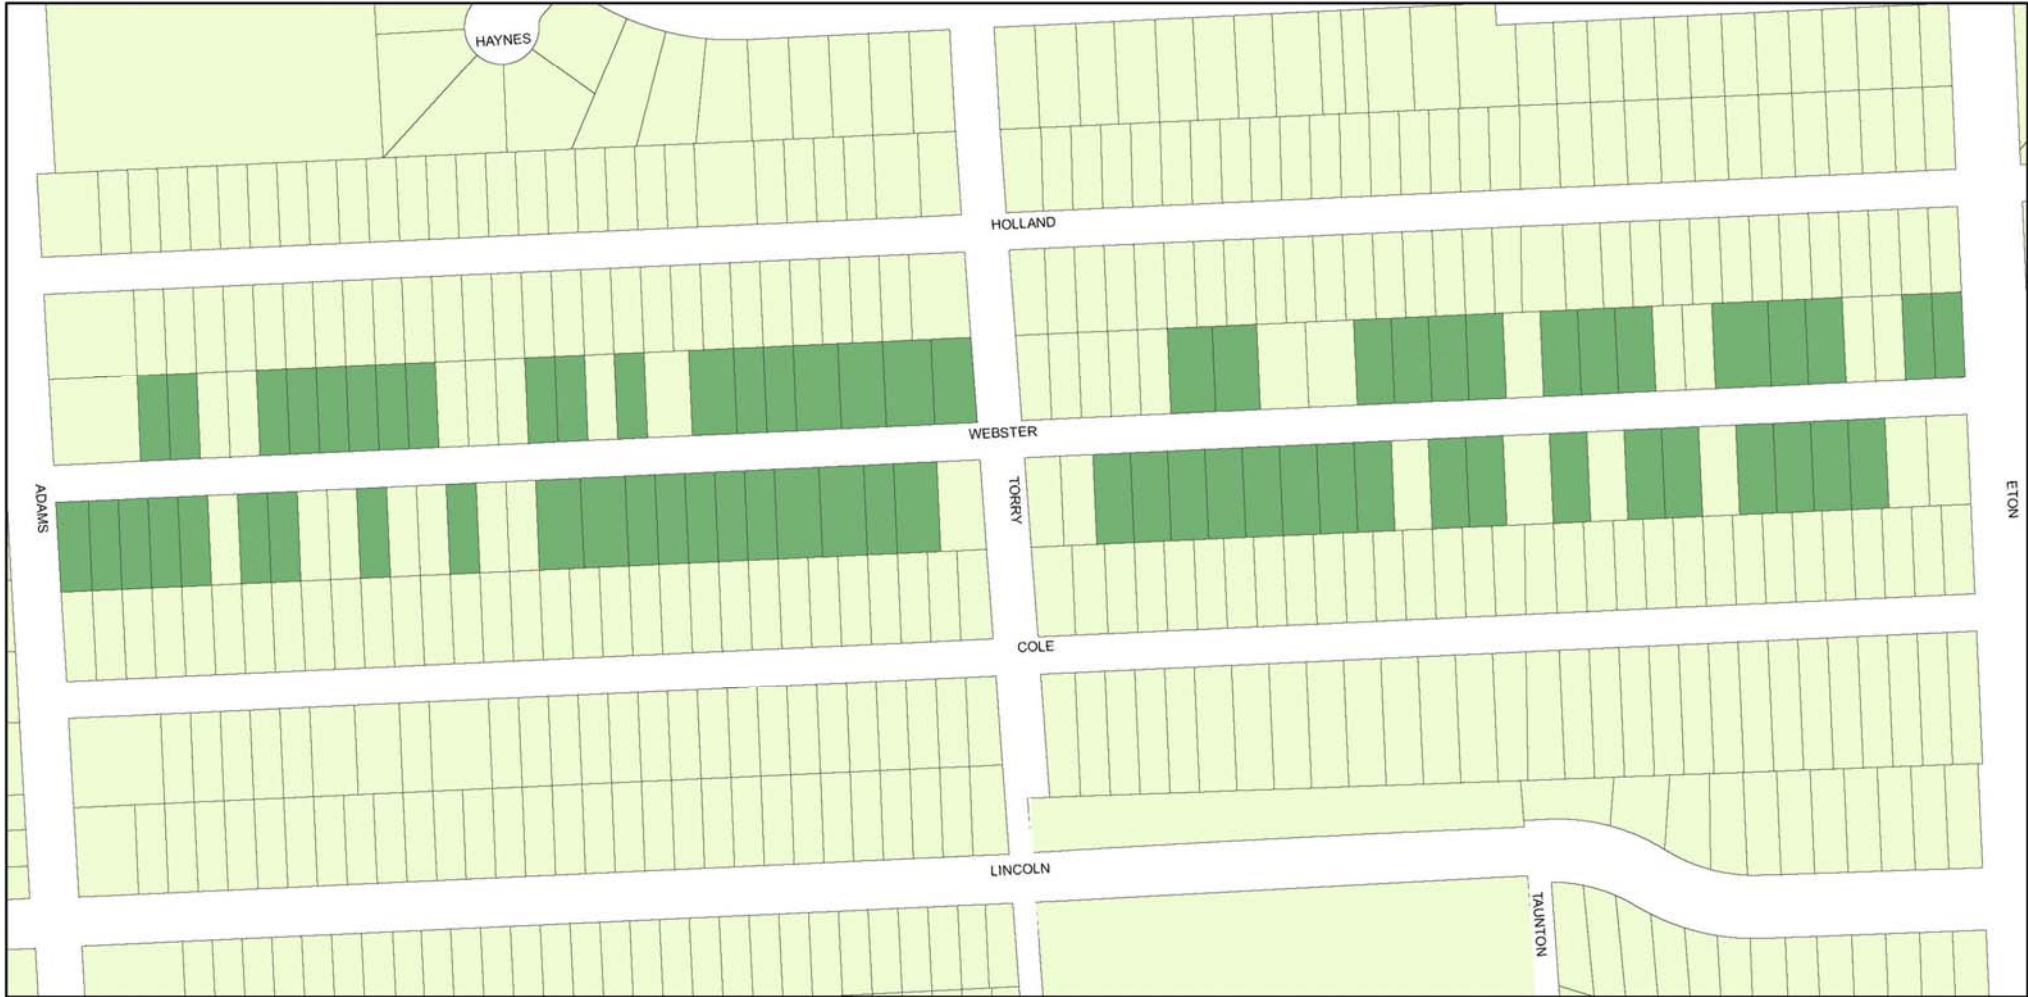 HAYNES
HOLLAND
WEBSTER
ADAMS
TORRY
ETON
COLE
LINCOLN
TAUNTON